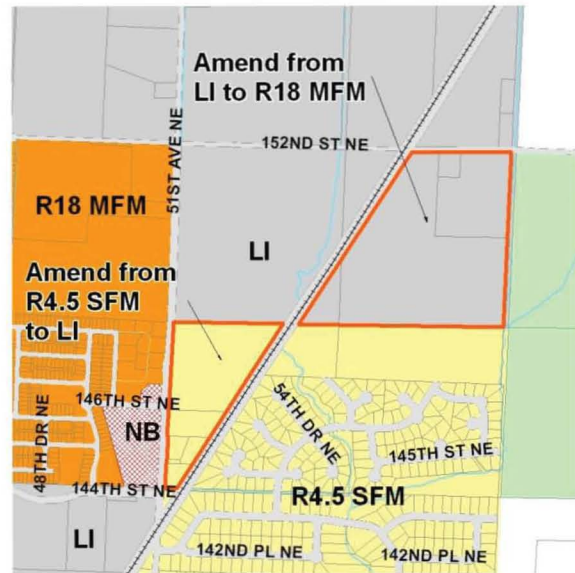 Amend from
LI to R18 MFM
152ND ST NE
51ST AVE NE
R18 MFM
LI
Amend from
R4.5 SFM
to LI
146TH ST NE
NB
48TH DR NE
54TH DR NE
145TH ST NE
144TH ST NE
R4.5 SFM
LI
142ND PL NE
142ND PL NE